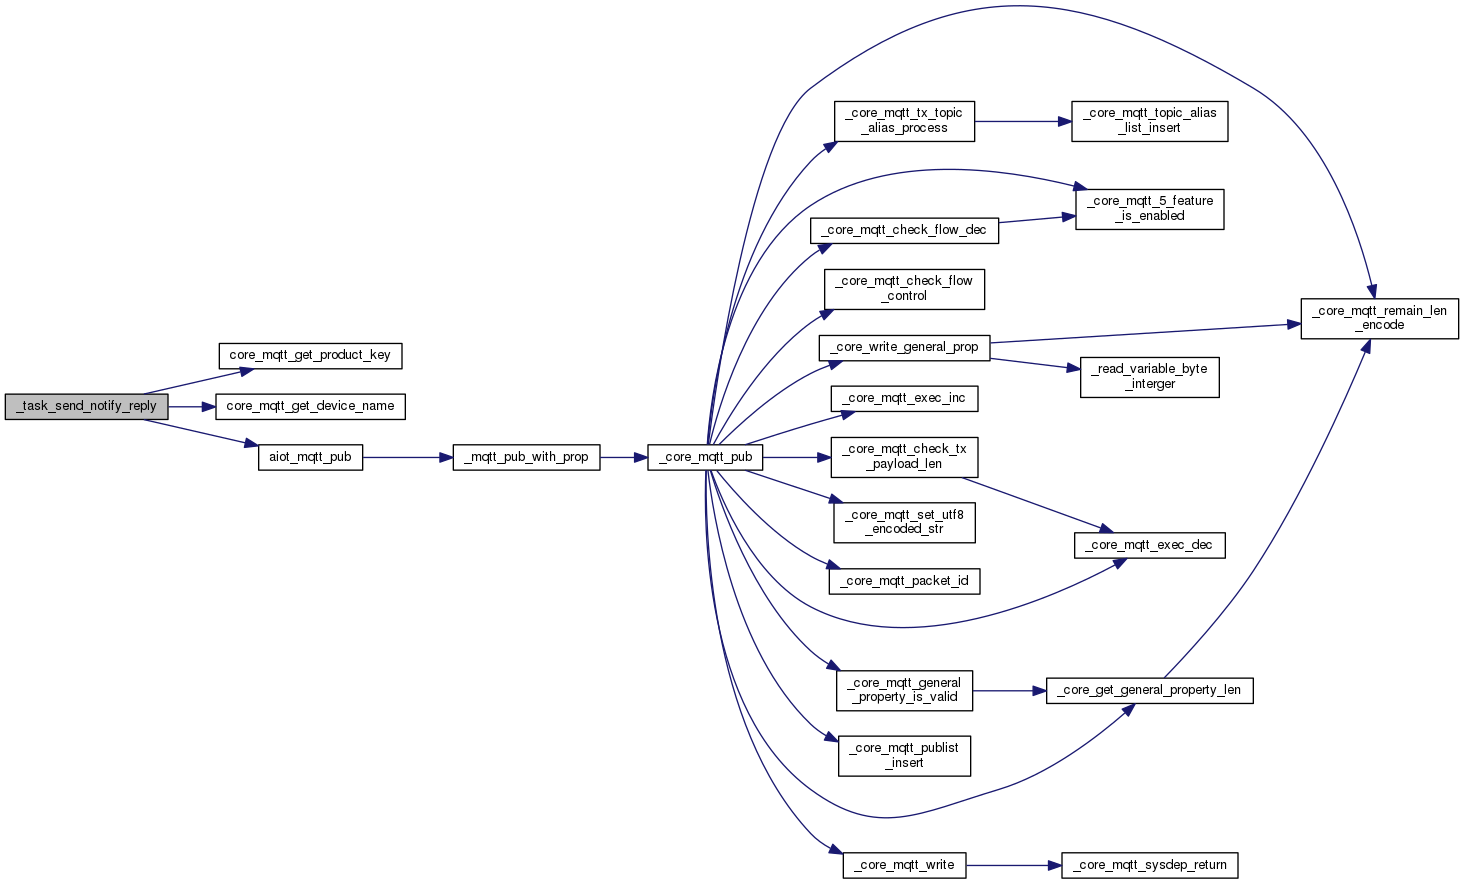 _task_send_notify_reply
core_mqtt_get_product_key
core_mqtt_get_device_name
aiot_mqtt_pub
_mqtt_pub_with_prop
_core_mqtt_pub
_core_mqtt_tx_topic
_alias_process
_core_mqtt_check_flow_dec
_core_mqtt_check_flow
_control
_core_write_general_prop
_core_mqtt_exec_inc
_core_mqtt_check_tx
_payload_len
_core_mqtt_set_utf8
_encoded_str
_core_mqtt_packet_id
_core_mqtt_general
_property_is_valid
_core_mqtt_publist
_insert
_core_mqtt_write
_core_mqtt_topic_alias
_list_insert
_core_mqtt_5_feature
_is_enabled
_read_variable_byte
_interger
_core_mqtt_exec_dec
_core_get_general_property_len
_core_mqtt_sysdep_return
_core_mqtt_remain_len
_encode